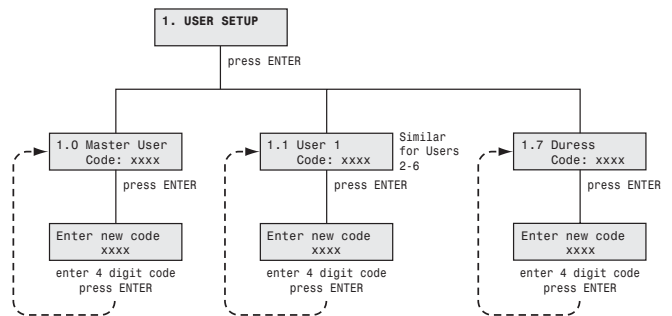 1. USER SETUP
press ENTER
1.0 Master User
Code: xxxx
press ENTER
Enter new code
xxxx
enter 4 digit code
press ENTER
1.1 User 1
Code: xxxx
Similar
for Users
2-6
press ENTER
Enter new code
xxxx
enter 4 digit code
press ENTER
1.7 Duress
Code: xxxx
press ENTER
Enter new code
xxxx
enter 4 digit code
press ENTER